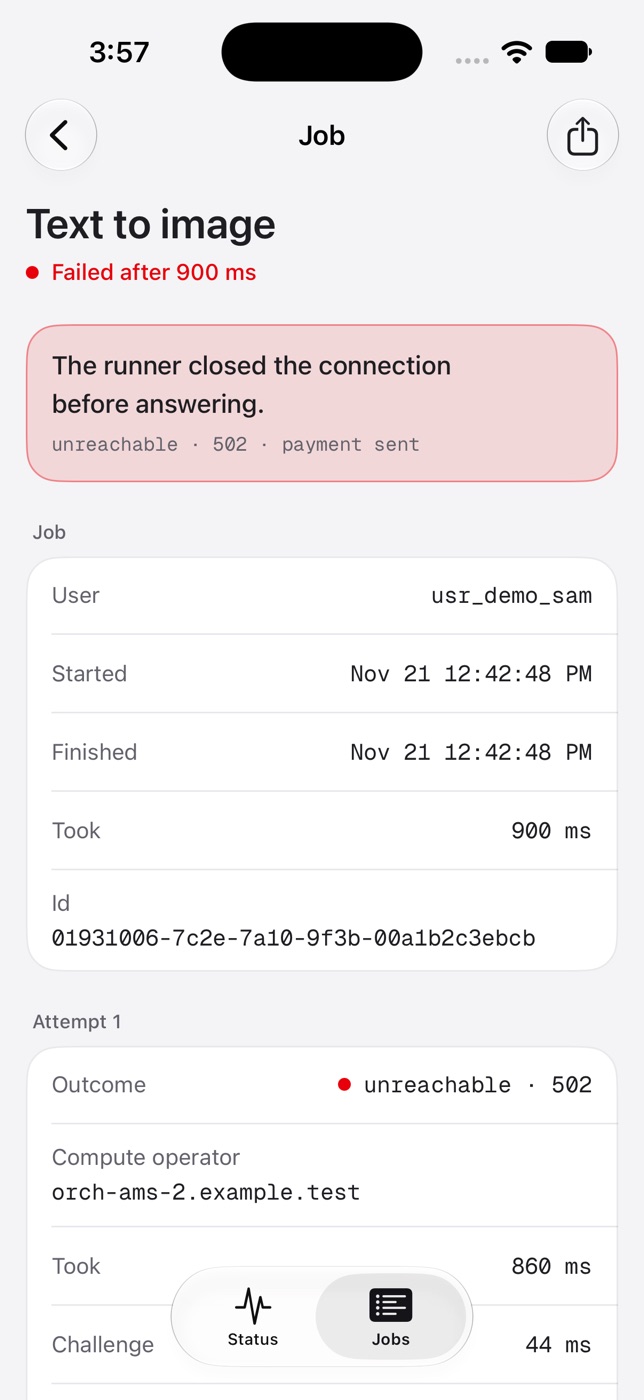 3:57
Job
Text to image
Failed after 900 ms
The runner closed the connection
before answering.
unreachable · 502 · payment sent
Job
User usr_demo_sam
Started Nov 21 12:42:48 PM
Finished Nov 21 12:42:48 PM
Took 900 ms
Id
01931006-7c2e-7a10-9f3b-00a1b2c3ebcb
Attempt 1
Outcome unreachable · 502
Compute operator
orch-ams-2.example.test
Took 860 ms
Challenge 44 ms
Status Jobs